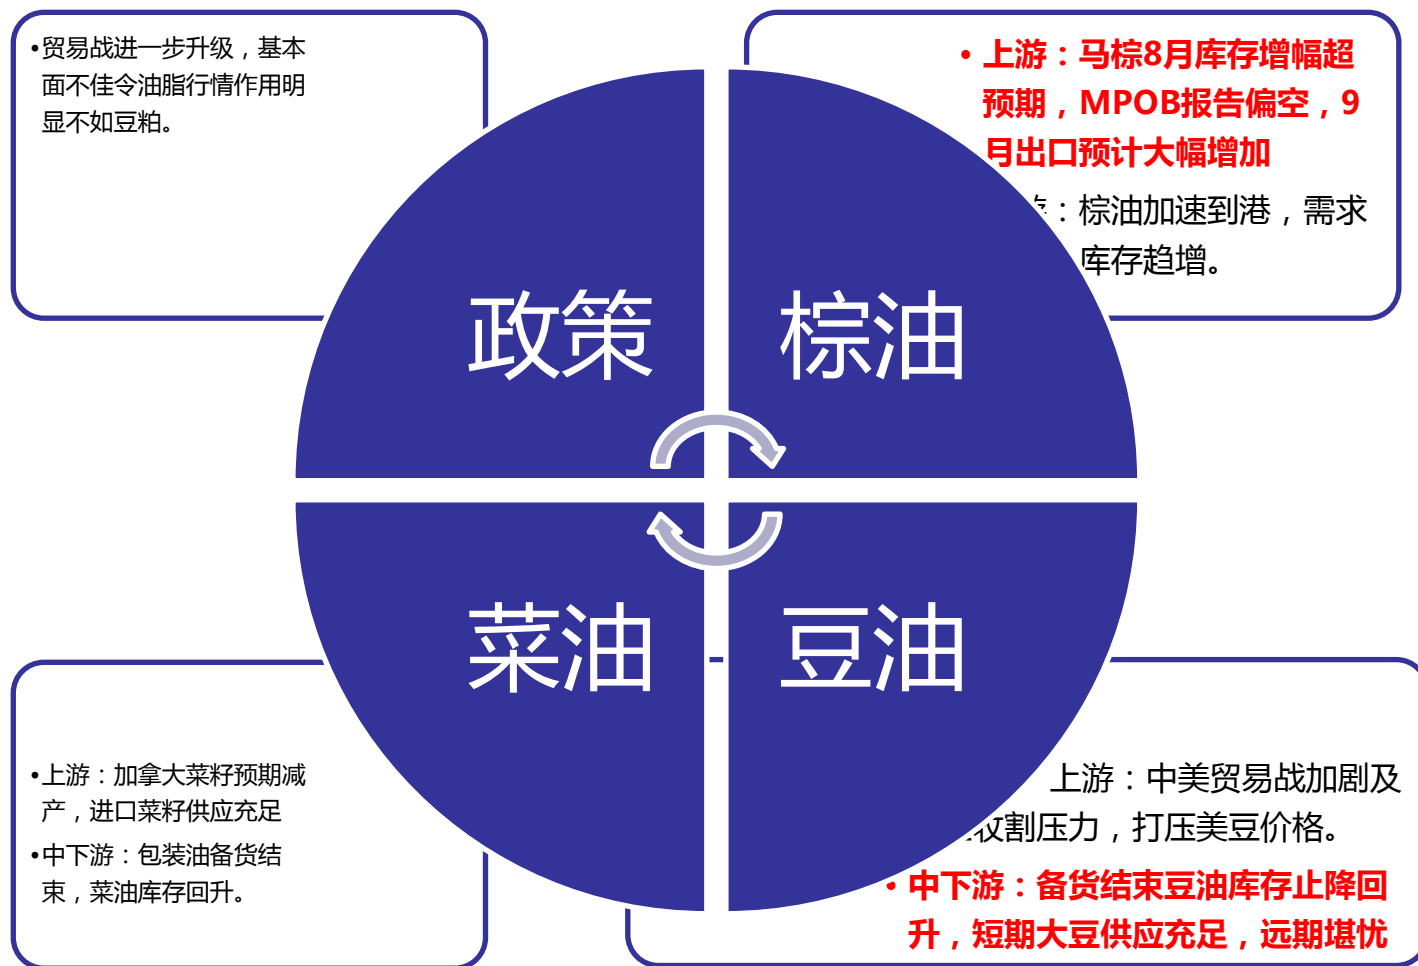 •贸易战进一步升级，基本
面不佳令油脂行情作用明
显不如豆粕。
• 上游：马棕8月库存增幅超
预期，MPOB报告偏空，9
月出口预计大幅增加
：棕油加速到港，需求
库存趋增。
政策
棕油
菜油
豆油
•上游：加拿大菜籽预期减
产，进口菜籽供应充足
•中下游：包装油备货结
束，菜油库存回升。
上游：中美贸易战加剧及
割压力，打压美豆价格。
• 中下游：备货结束豆油库存止降回
升，短期大豆供应充足，远期堪忧